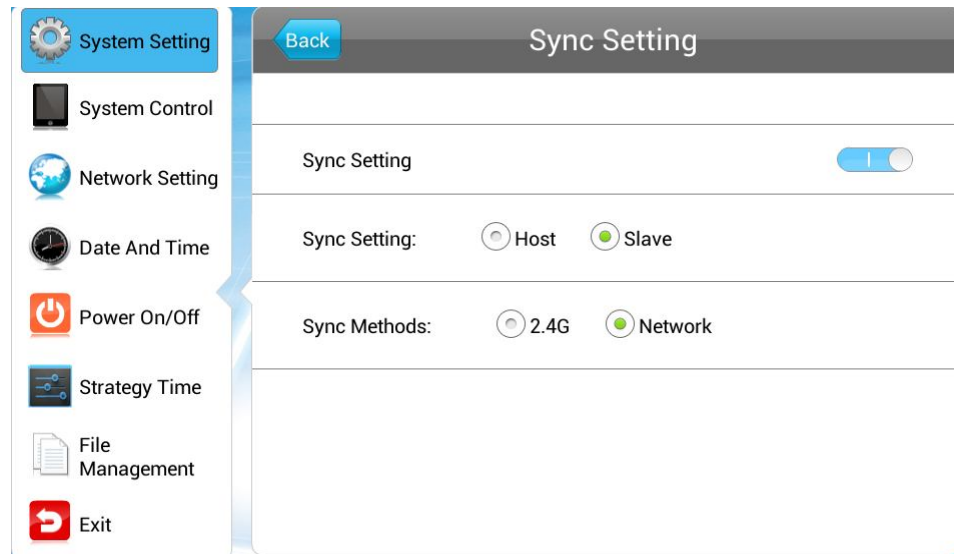 System Setting
System Control
Network Setting
Date And Time
Power On/Off
Strategy Time
File
Management
Exit
Back
Sync Setting
Sync Setting
Sync Setting: Host Slave
Sync Methods: 2.4G Network